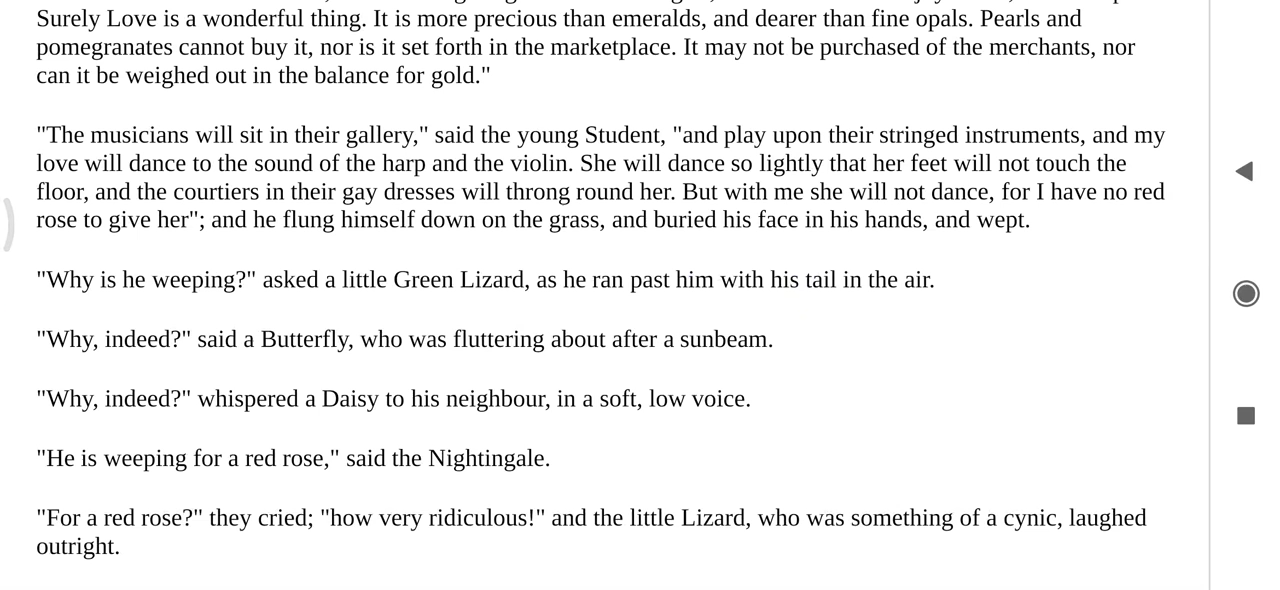 Surely Love is a wonderful thing. It is more precious than emeralds, and dearer than fine opals. Pearls and
pomegranates cannot buy it, nor is it set forth in the marketplace. It may not be purchased of the merchants, nor
can it be weighed out in the balance for gold."
"The musicians will sit in their gallery," said the young Student, "and play upon their stringed instruments, and my
love will dance to the sound of the harp and the violin. She will dance so lightly that her feet will not touch the
floor, and the courtiers in their gay dresses will throng round her. But with me she will not dance, for I have no red
rose to give her"; and he flung himself down on the grass, and buried his face in his hands, and wept.
"Why is he weeping?" asked a little Green Lizard, as he ran past him with his tail in the air.
"Why, indeed?" said a Butterfly, who was fluttering about after a sunbeam.
"Why, indeed?" whispered a Daisy to his neighbour, in a soft, low voice.
"He is weeping for a red rose," said the Nightingale.
"For a red rose?" they cried; "how very ridiculous!" and the little Lizard, who was something of a cynic, laughed
outright.